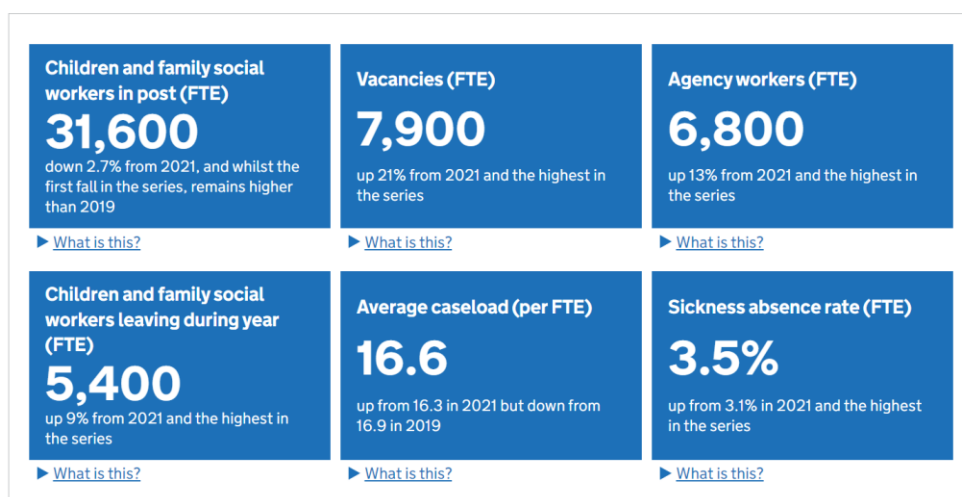 Children and family social
workers in post (FTE)
31,600
down 2.7% from 2021, and whilst the
first fall in the series, remains higher
than 2019
What is this?
Vacancies (FTE)
7,900
up 21% from 2021 and the highest in
the series
What is this?
Agency workers (FTE)
6,800
up 13% from 2021 and the highest in
the series
What is this?
Children and family social
workers leaving during year
(FTE)
5,400
up 9% from 2021 and the highest in
the series
What is this?
Average caseload (per FTE)
16.6
up from 16.3 in 2021 but down from
16.9 in 2019
What is this?
Sickness absence rate (FTE)
3.5%
up from 3.1% in 2021 and the highest
in the series
What is this?